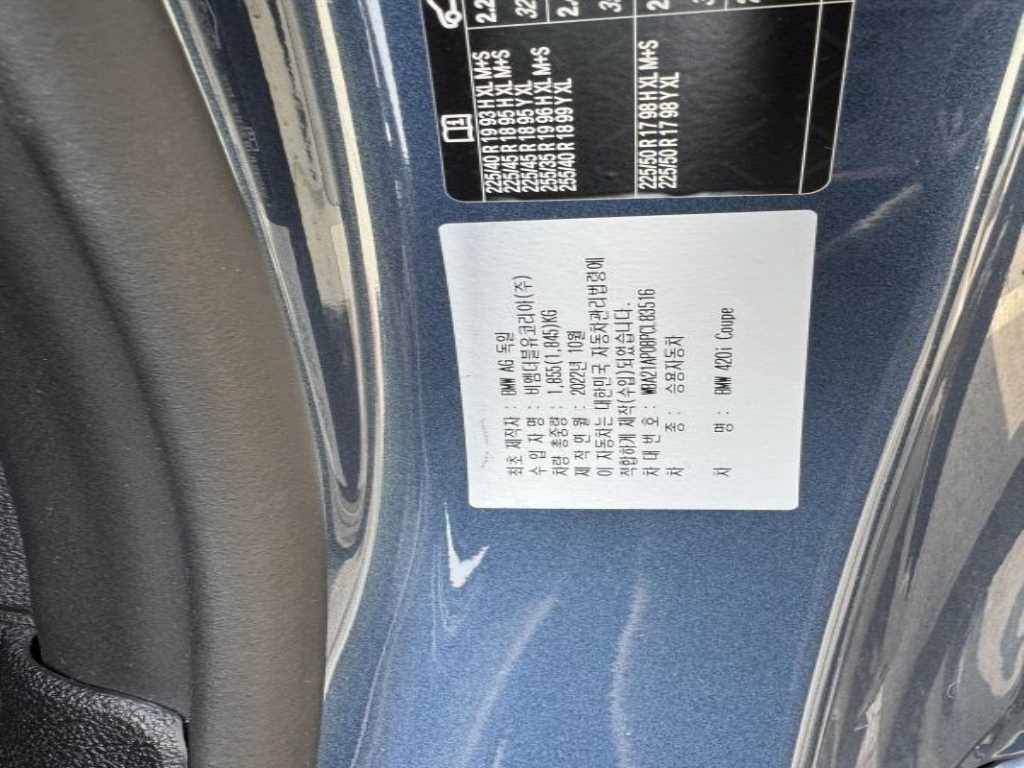 최초 제작자 : BMW AG 독일
수 입 자 명 : 비엠더블유코리아(주)
차량 총중량 : 1,855(1,845)KG
제 작 연 월 : 2022년 10월
이 자동차는 대한민국 자동차관리법령에
적합하게 제작(수입)되었습니다.
차 대 번 호 : WBA21AP08PCL83516
차 종 : 승용자동차
차 명 : BMW 420i Coupe
225/40 R 19 93 H XL M+S
225/45 R 18 95 H XL M+S
225/45 R 18 95 Y XL
255/35 R 19 96 H XL M+S
255/40 R 18 99 Y XL
225/50 R 17 98 H XL M+S
225/50 R 17 98 Y XL